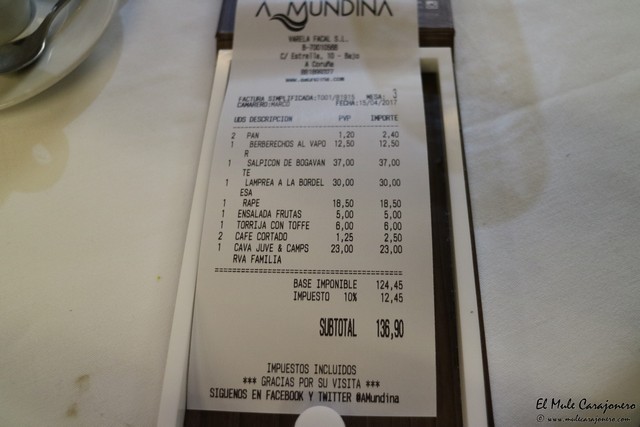 A MUNDINA
VARELA FACAL S.L.
C/ Estrella, 10 - Bajo
A Coruña
www.amundina.com
FACTURA SIMPLIFICADA:T001/91915 MESA: 3
CAMARERO:MARCO FECHA:15/04/2017
UDS DESCRIPCION PVP IMPORTE
2 PAN 1,20 2,40
1 BERBERECHOS AL VAPO 12,50 12,50
R
1 SALPICON DE BOGAVAN 37,00 37,00
TE
1 LAMPREA A LA BORDEL 30,00 30,00
ESA
1 RAPE 18,50 18,50
1 ENSALADA FRUTAS 5,00 5,00
1 TORRIJA CON TOFFE 6,00 6,00
2 CAFE CORTADO 1,25 2,50
1 CAVA JUVE & CAMPS 23,00 23,00
RVA FAMILIA
BASE IMPONIBLE 124,45
IMPUESTO 10% 12,45
SUBTOTAL 136,90
IMPUESTOS INCLUIDOS
*** GRACIAS POR SU VISITA ***
SIGUENOS EN FACEBOOK Y TWITTER @AMundina
El Mule Carajonero
© www.mulecarajonero.com